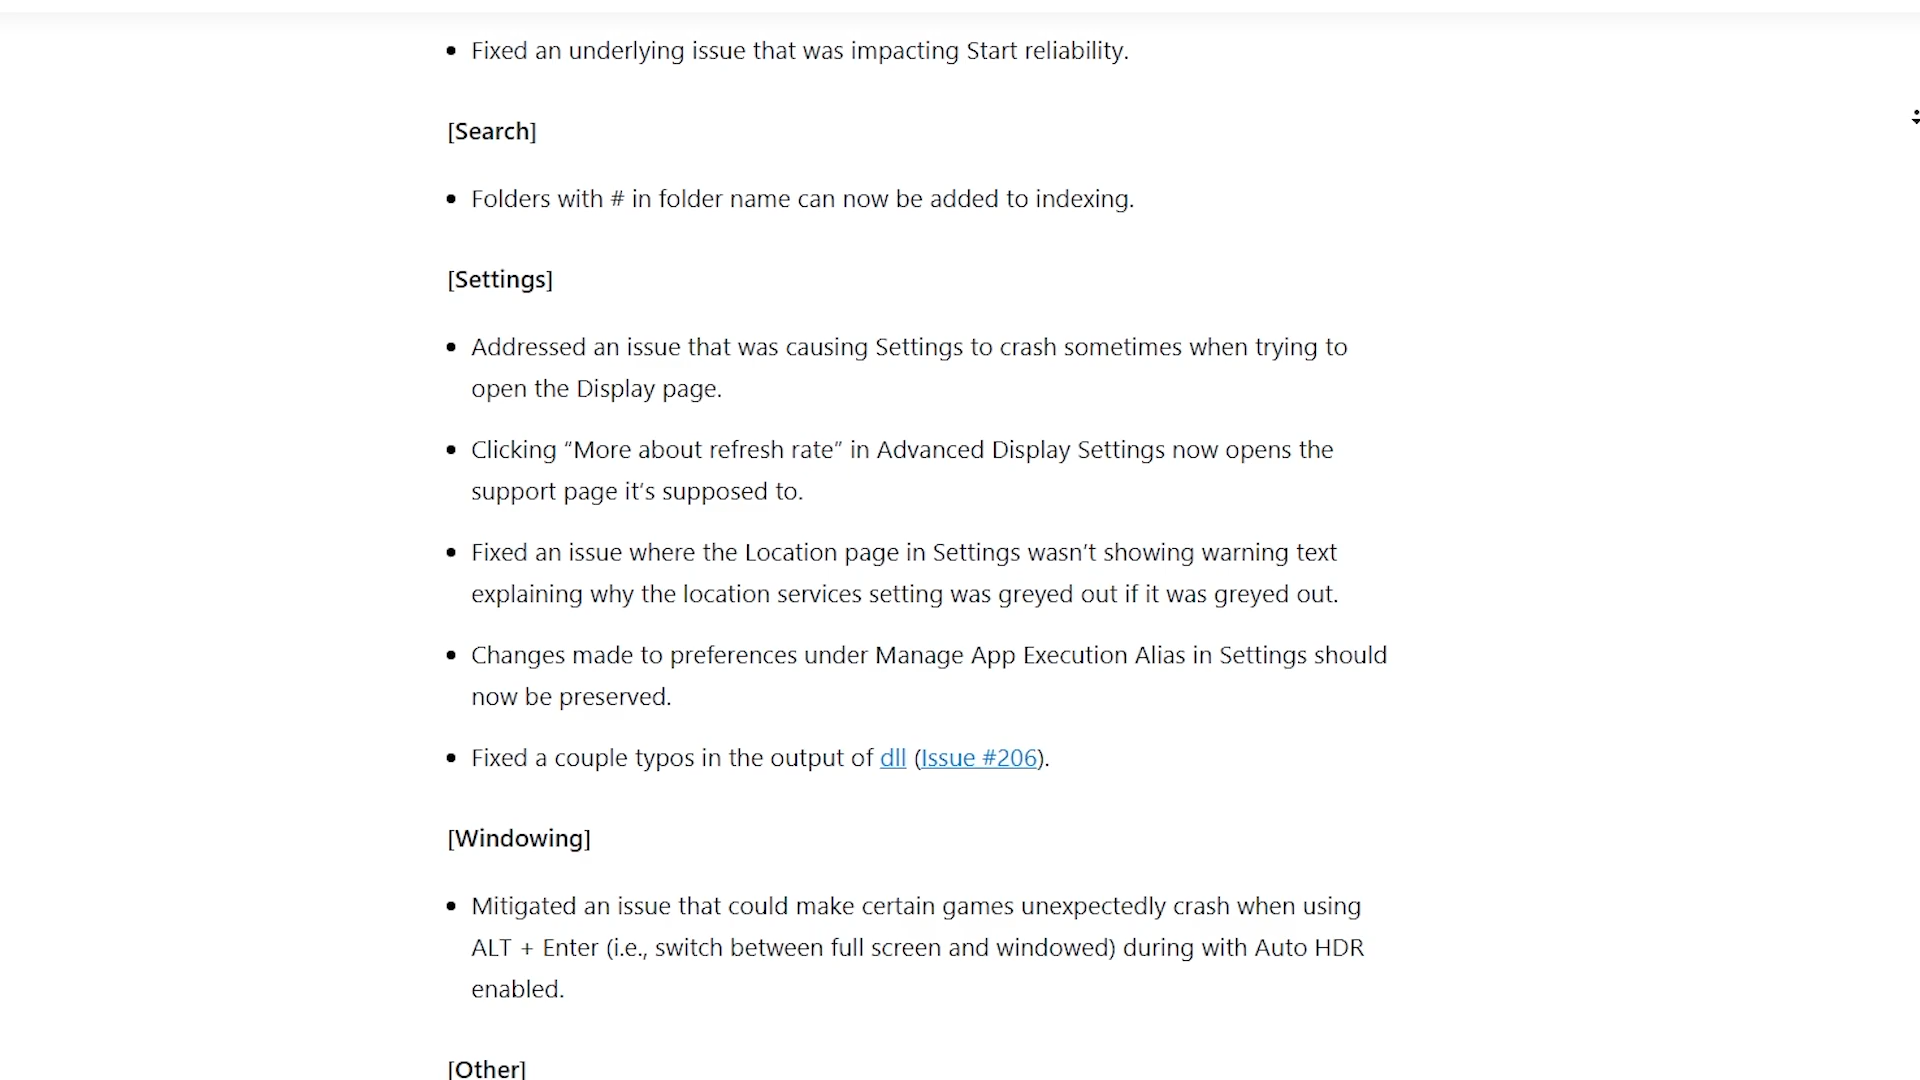 • Fixed an underlying issue that was impacting Start reliability.
[Search]
• Folders with # in folder name can now be added to indexing.
[Settings]
• Addressed an issue that was causing Settings to crash sometimes when trying to
open the Display page.
• Clicking “More about refresh rate” in Advanced Display Settings now opens the
support page it’s supposed to.
• Fixed an issue where the Location page in Settings wasn’t showing warning text
explaining why the location services setting was greyed out if it was greyed out.
• Changes made to preferences under Manage App Execution Alias in Settings should
now be preserved.
• Fixed a couple typos in the output of dll (Issue #206).
[Windowing]
• Mitigated an issue that could make certain games unexpectedly crash when using
ALT + Enter (i.e., switch between full screen and windowed) during with Auto HDR
enabled.
[Other]